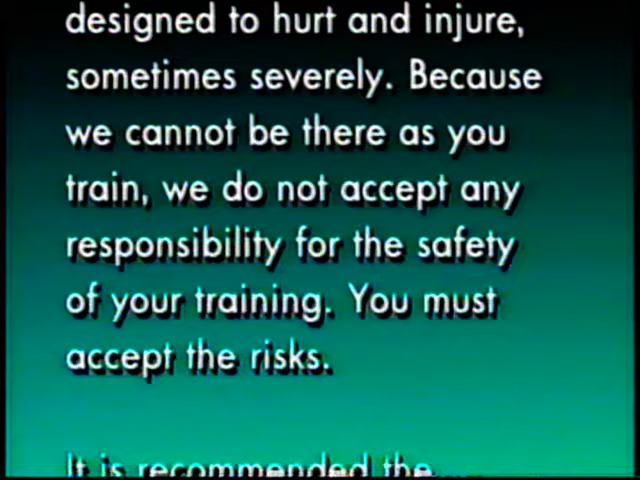 designed to hurt and injure,
sometimes severely. Because
we cannot be there as you
train, we do not accept any
responsibility for the safety
of your training. You must
accept the risks.
It is recommended the